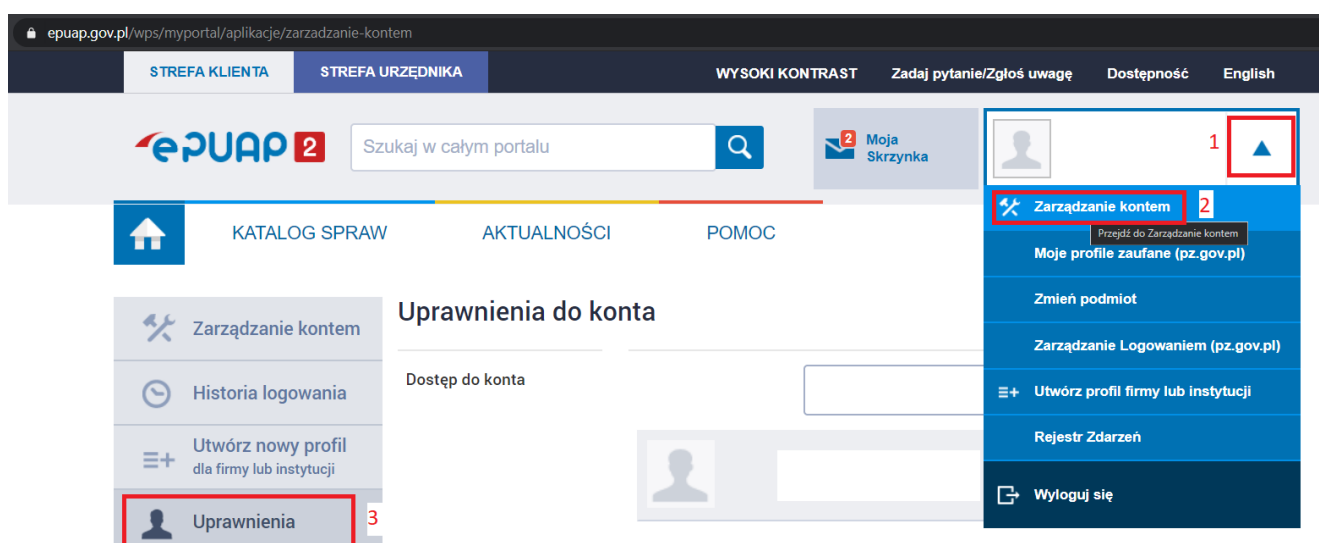 epuap.gov.pl/wps/myportal/aplikacje/zarzadzanie-kontem
STREFA KLIENTA STREFA URZĘDNIKA WYSOKI KONTRAST Zadaj pytanie/Zgłoś uwagę Dostępność English
ePUAP 2 Szukaj w całym portalu 2 Moja Skrzynka 1
Zarządzanie kontem 2
Przejdź do Zarządzanie kontem
KATALOG SPRAW AKTUALNOŚCI POMOC
Moje profile zaufane (pz.gov.pl)
Zmień podmiot
Zarządzanie Logowaniem (pz.gov.pl)
Utwórz profil firmy lub instytucji
Rejestr Zdarzeń
Wyloguj się
Zarządzanie kontem
Historia logowania
Utwórz nowy profil
dla firmy lub instytucji
Uprawnienia 3
Uprawnienia do konta
Dostęp do konta